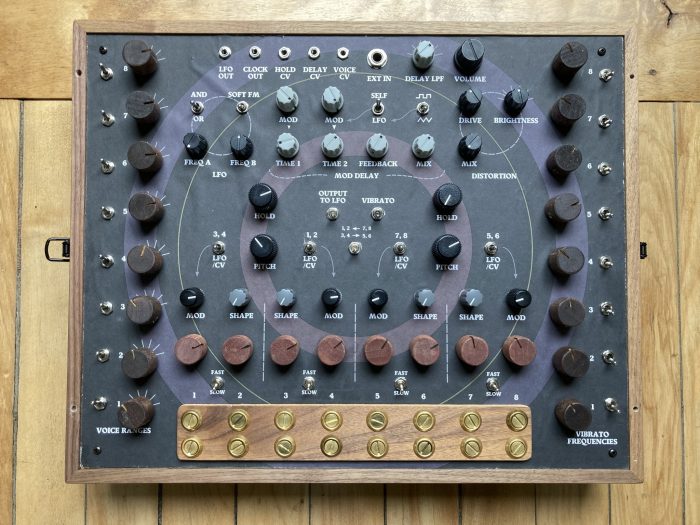 LFO OUT
CLOCK OUT
HOLD CV
DELAY CV
VOICE CV
EXT IN
DELAY LPF
VOLUME
AND
OR
SOFT FM
MOD
MOD
SELF
LFO
DRIVE
BRIGHTNESS
FREQ A
FREQ B
LFO
TIME 1
TIME 2
FEEDBACK
MIX
MOD DELAY
MIX
DISTORTION
HOLD
OUTPUT TO LFO
VIBRATO
HOLD
1, 2 ← 7, 8
3, 4 → 5, 6
PITCH
PITCH
3, 4
LFO /CV
1, 2
LFO /CV
7, 8
LFO /CV
5, 6
LFO /CV
MOD
SHAPE
SHAPE
MOD
MOD
SHAPE
SHAPE
MOD
FAST
SLOW
FAST
SLOW
FAST
SLOW
FAST
SLOW
1 2 3 4 5 6 7 8
8
7
6
5
4
3
2
1
VOICE RANGES
8
7
6
5
4
3
2
1
VIBRATO FREQUENCIES